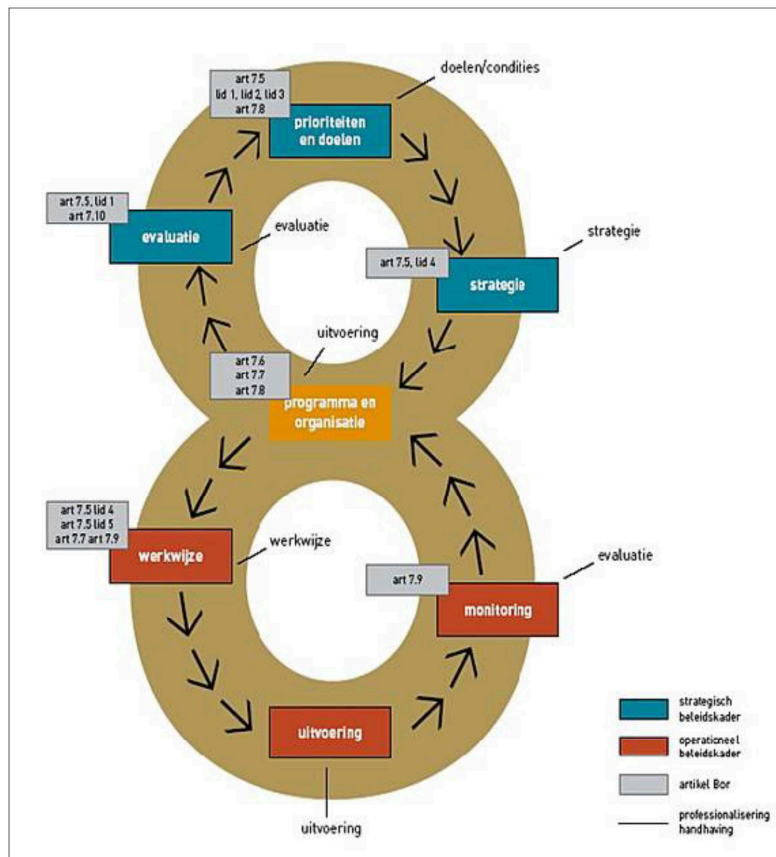 doelen/condities
art 7.5
lid 1, lid 2, lid 3
art 7.8
prioriteiten
en doelen
art 7.5, lid 1
art 7.10
evaluatie
evaluatie
strategie
art 7.5, lid 4
strategie
uitvoering
art 7.6
art 7.7
art 7.8
programma en
organisatie
art 7.5 lid 4
art 7.5 lid 5
art 7.7 art 7.9
werkwijze
werkwijze
evaluatie
art 7.9
monitoring
uitvoering
uitvoering
strategisch
beleidskader
operationeel
beleidskader
artikel Bor
professionalisering
handhaving